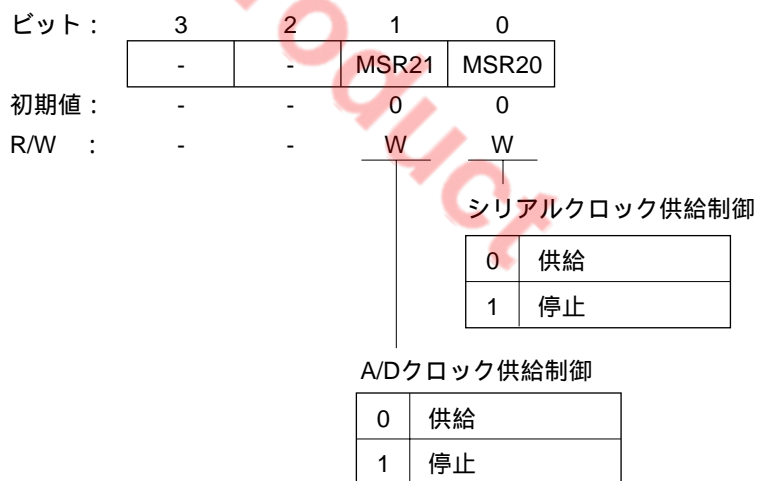 ビット： 3 2 1 0
- - MSR21 MSR20
初期値： - - 0 0
R/W ： - - W W
シリアルクロック供給制御
0 供給
1 停止
A/Dクロック供給制御
0 供給
1 停止